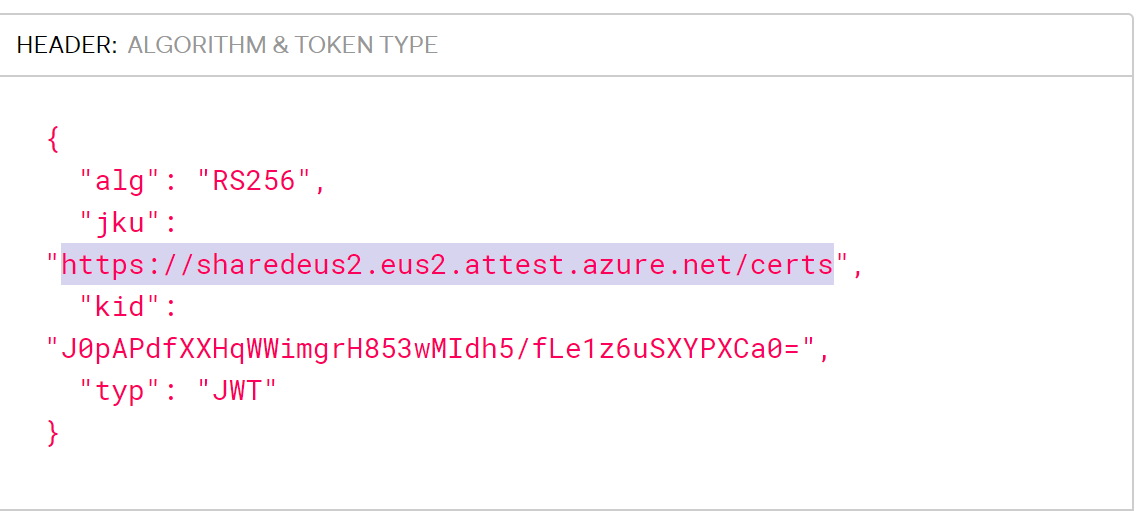 HEADER: ALGORITHM & TOKEN TYPE
{
"alg": "RS256",
"jku":
"https://sharedeus2.eus2.attest.azure.net/certs",
"kid":
"J0pAPdfXXHqWWimgrH853wMIdh5/fLe1z6uSXYPXCa0=",
"typ": "JWT"
}